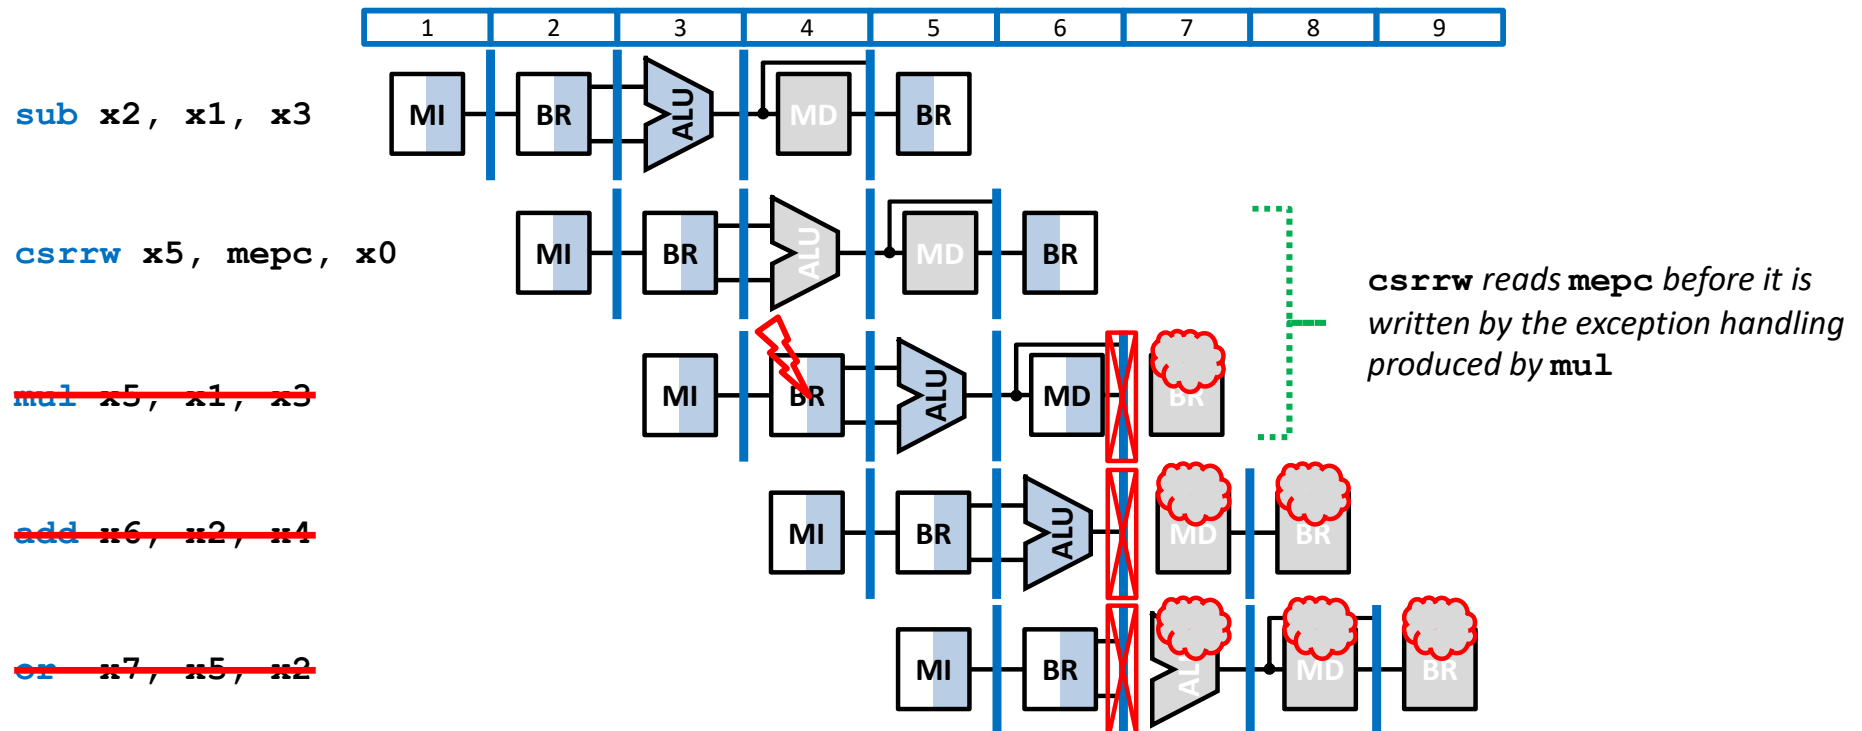 1 2 3 4 5 6 7 8 9
sub x2, x1, x3 MI BR ALU MD BR
csrrw x5, mepc, x0 MI BR ALU MD BR
csrrw reads mepc before it is
written by the exception handling
produced by mul
mul x5, x1, x3 MI BR ALU MD BR
add x6, x2, x4 MI BR ALU MD BR
or x7, x5, x2 MI BR ALU MD BR